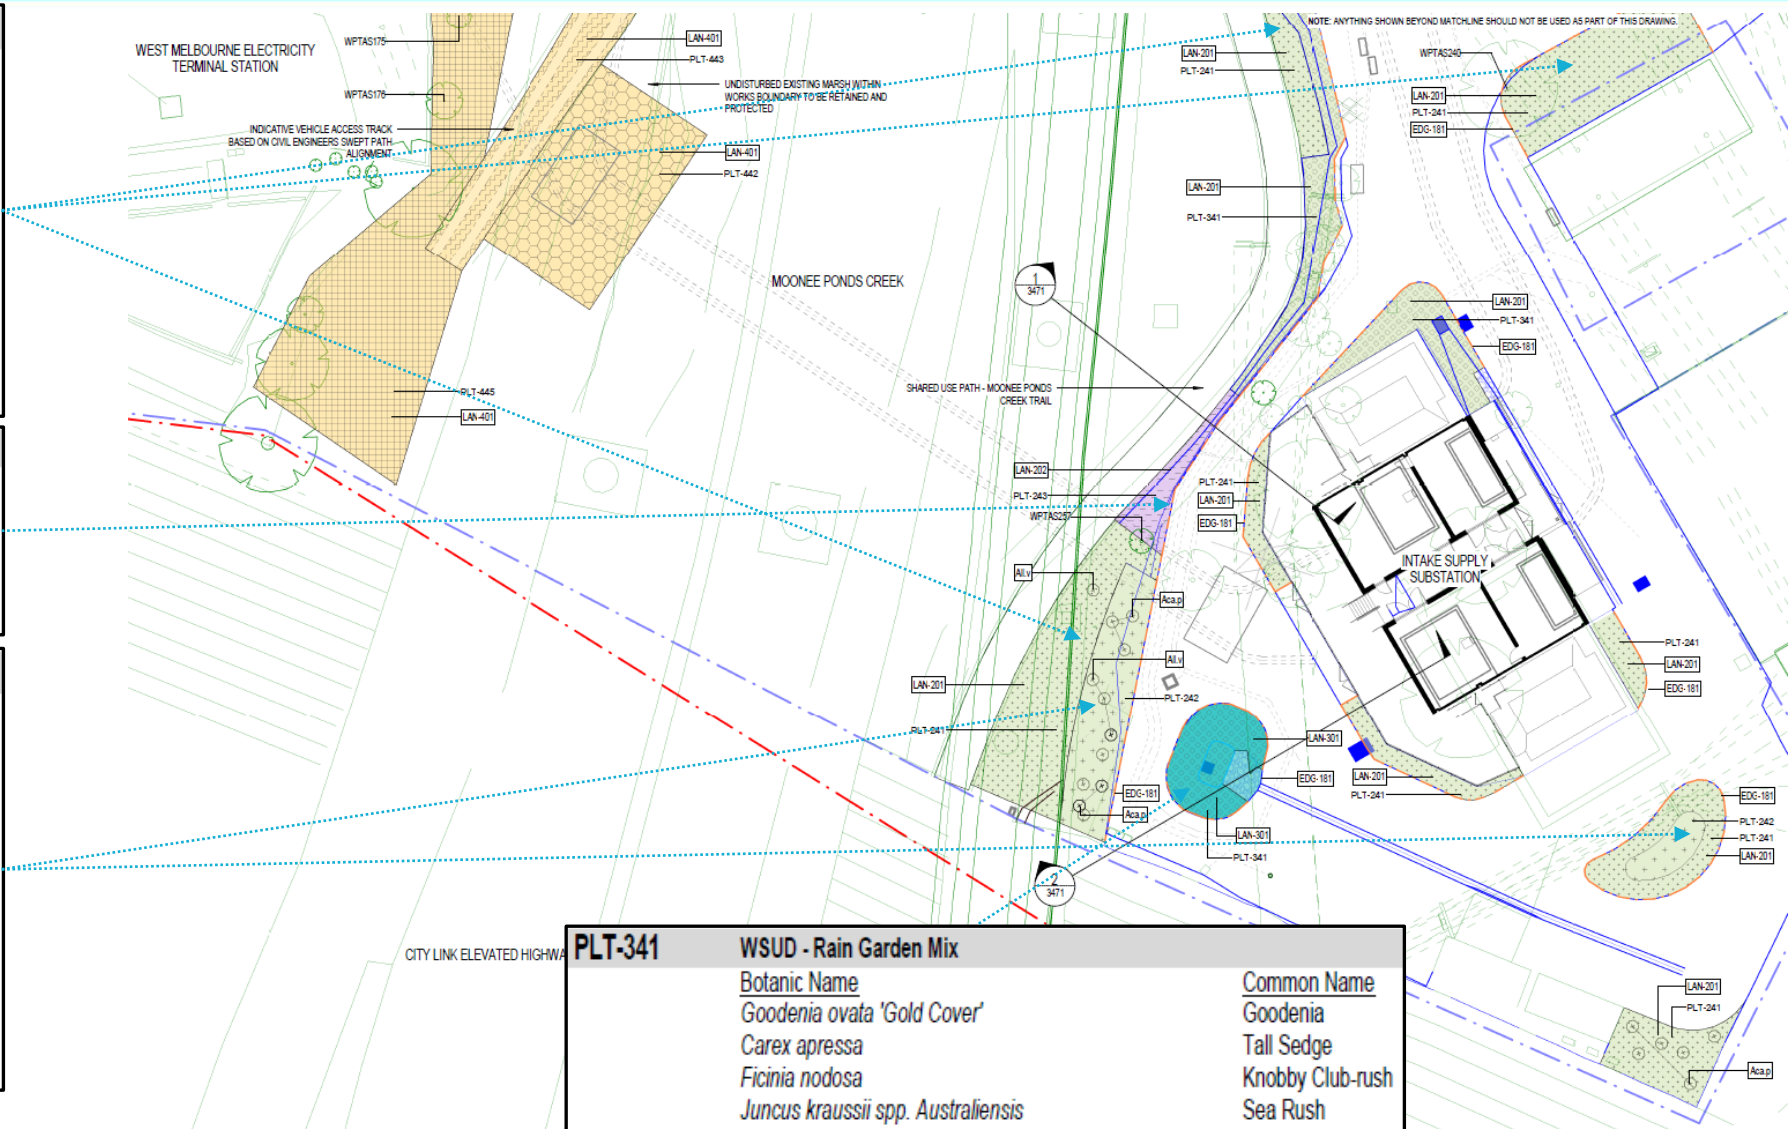 NOTE: ANYTHING SHOWN BEYOND MATCHLINE SHOULD NOT BE USED AS PART OF THIS DRAWING.
WEST MELBOURNE ELECTRICITY
TERMINAL STATION
WPTAS175
WPTAS176
INDICATIVE VEHICLE ACCESS TRACK
BASED ON CIVIL ENGINEERS SWEPT PATH
ALIGNMENT
LAN-401
PLT-443
UNDISTURBED EXISTING MARSH WITHIN
WORKS BOUNDARY TO BE RETAINED AND
PROTECTED
LAN-401
PLT-442
LAN-201
PLT-241
WPTAS240
LAN-201
PLT-241
EDG-181
LAN-201
PLT-341
MOONEE PONDS CREEK
1
3471
LAN-201
PLT-341
EDG-181
SHARED USE PATH - MOONEE PONDS
CREEK TRAIL
PLT-445
LAN-401
LAN-202
PLT-243
WPTAS257
PLT-241
LAN-201
EDG-181
INTAKE SUPPLY
SUBSTATION
All.v
Aca.p
All.v
LAN-201
PLT-242
PLT-241
PLT-241
LAN-201
EDG-181
LAN-301
EDG-181
LAN-201
PLT-241
EDG-181
Aca.p
LAN-301
PLT-341
EDG-181
PLT-242
PLT-241
LAN-201
2
3471
CITY LINK ELEVATED HIGHWA
LAN-201
PLT-241
Aca.p
PLT-341 WSUD - Rain Garden Mix
Botanic Name Common Name
Goodenia ovata 'Gold Cover' Goodenia
Carex apressa Tall Sedge
Ficinia nodosa Knobby Club-rush
Juncus kraussii spp. Australiensis Sea Rush